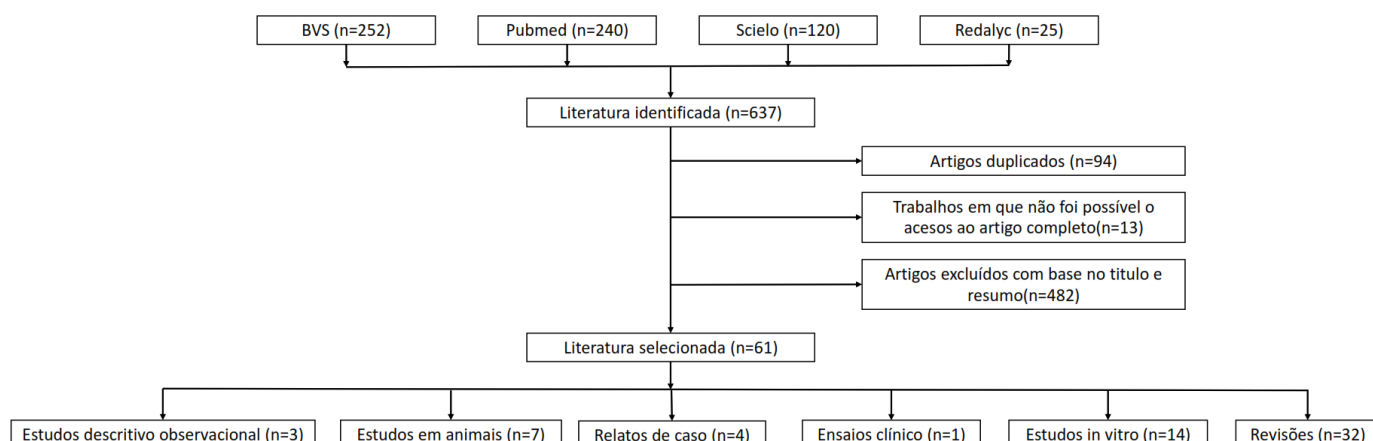 BVS (n=252)
Pubmed (n=240)
Scielo (n=120)
Redalyc (n=25)
Literatura identificada (n=637)
Artigos duplicados (n=94)
Trabalhos em que não foi possível o
acesos ao artigo completo(n=13)
Artigos excluídos com base no titulo e
resumo(n=482)
Literatura selecionada (n=61)
Estudos descritivo observacional (n=3)
Estudos em animais (n=7)
Relatos de caso (n=4)
Ensaios clínico (n=1)
Estudos in vitro (n=14)
Revisões (n=32)